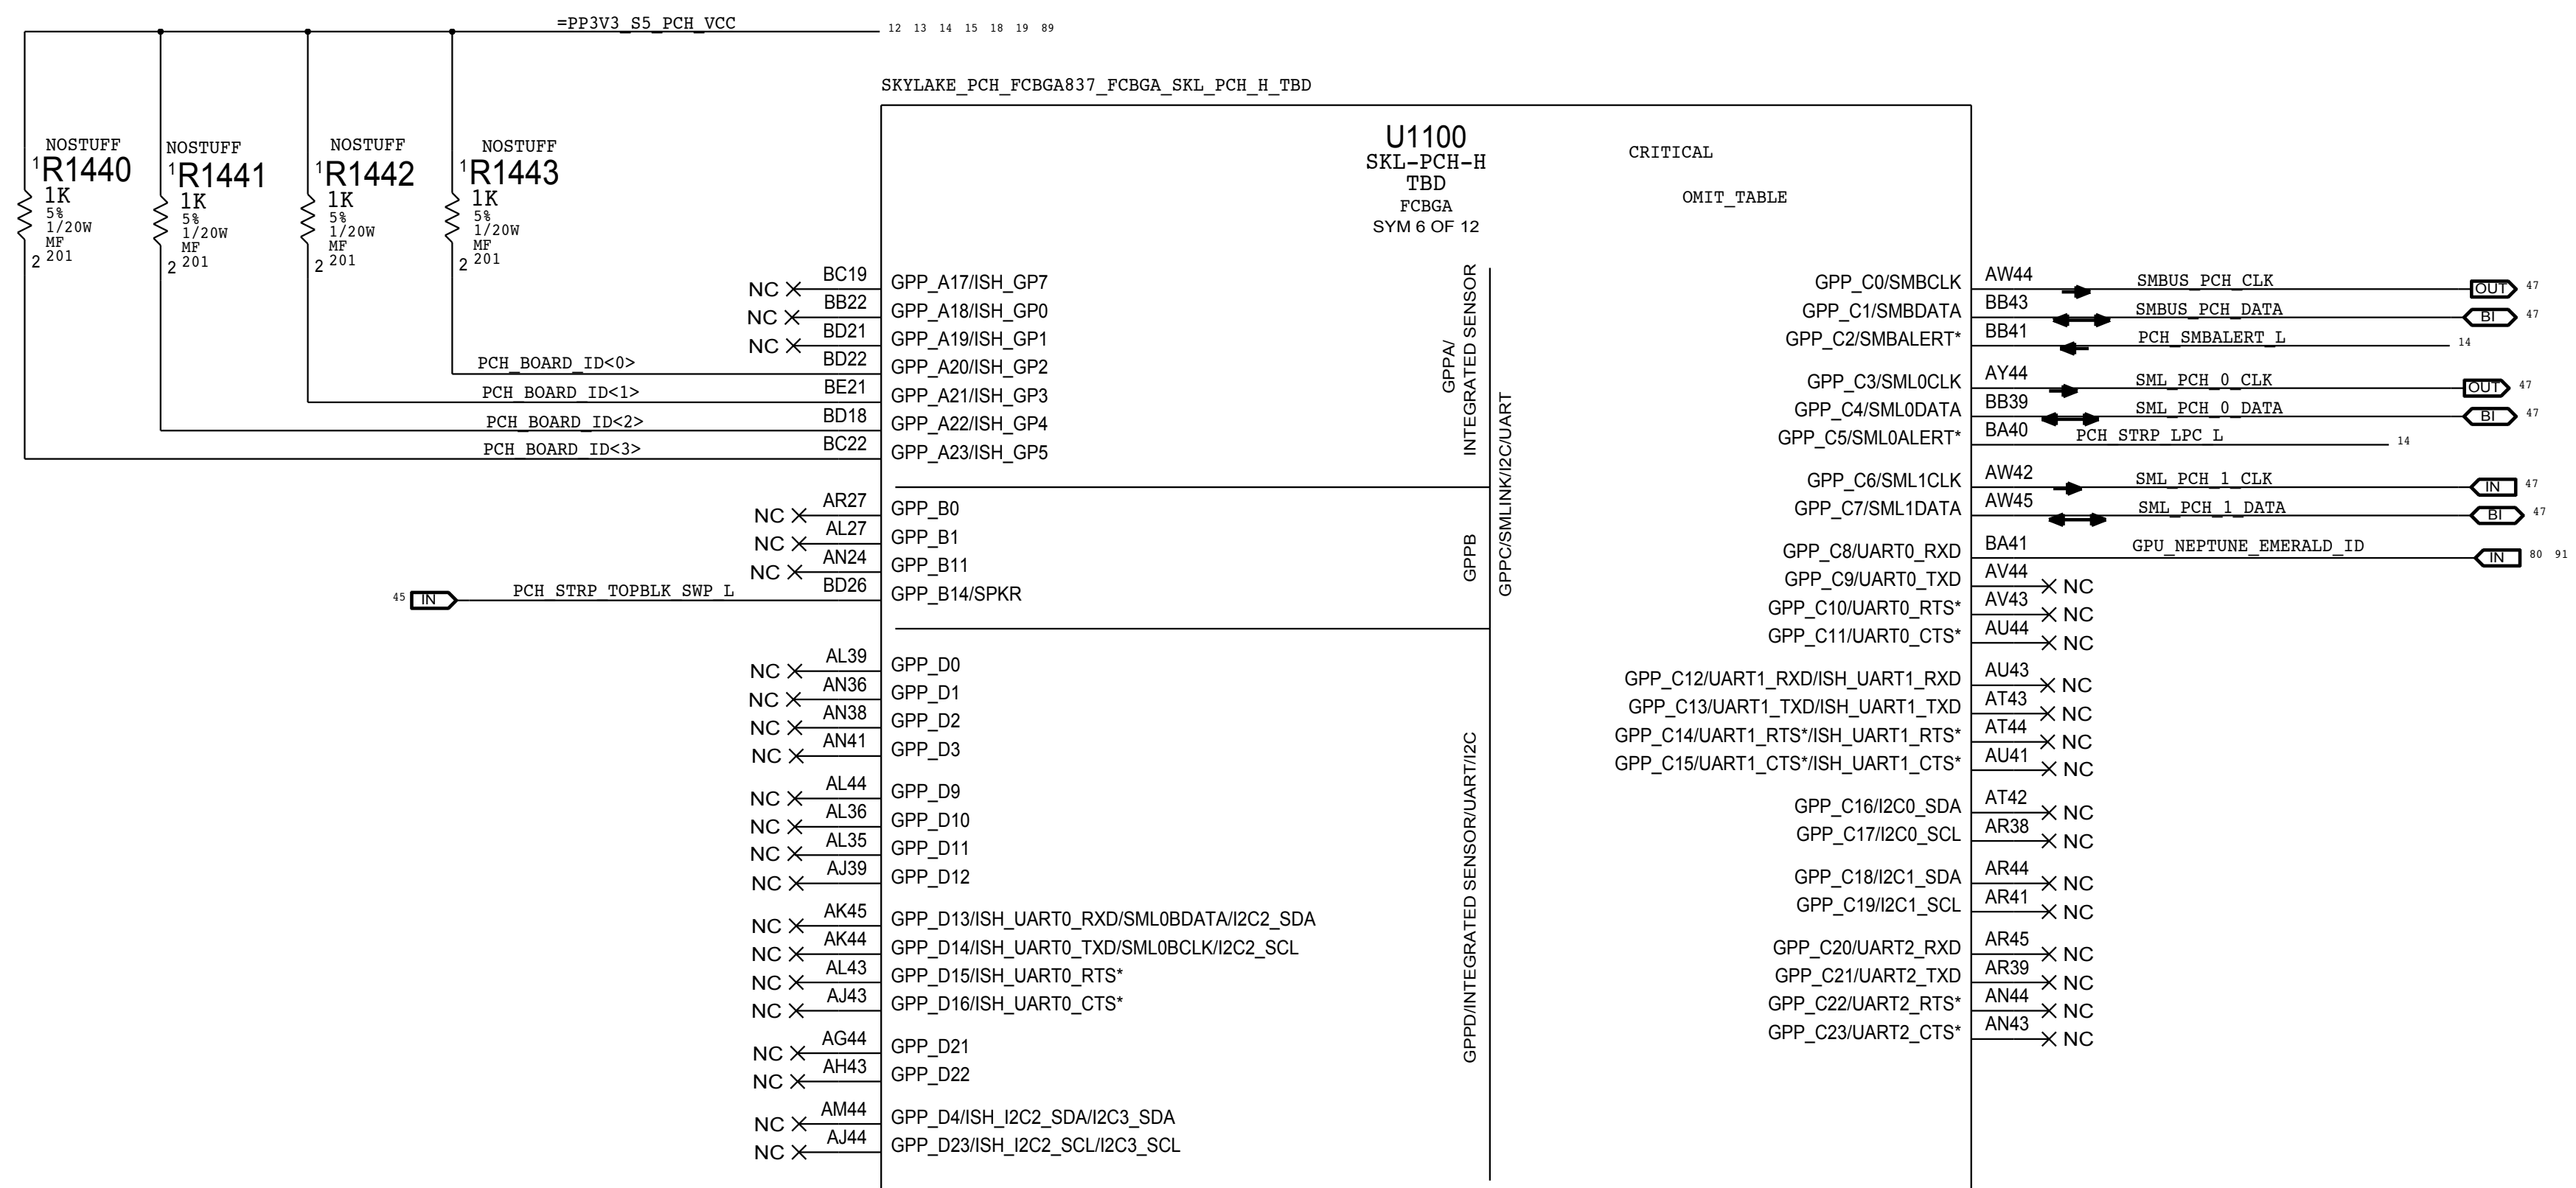 =PP3V3_S5_PCH_VCC
12 13 14 15 18 19 89
SKYLAKE_PCH_FCBGA837_FCBGA_SKL_PCH_H_TBD
NOSTUFF
1 R1440
1K
5%
1/20W
MF
2 201
NOSTUFF
1 R1441
1K
5%
1/20W
MF
2 201
NOSTUFF
1 R1442
1K
5%
1/20W
MF
2 201
NOSTUFF
1 R1443
1K
5%
1/20W
MF
2 201
U1100
SKL-PCH-H
TBD
FCBGA
SYM 6 OF 12
CRITICAL
OMIT_TABLE
NC BC19 GPP_A17/ISH_GP7
NC BB22 GPP_A18/ISH_GP0
NC BD21 GPP_A19/ISH_GP1
PCH_BOARD_ID<0> BD22 GPP_A20/ISH_GP2
PCH_BOARD_ID<1> BE21 GPP_A21/ISH_GP3
PCH_BOARD_ID<2> BD18 GPP_A22/ISH_GP4
PCH_BOARD_ID<3> BC22 GPP_A23/ISH_GP5
NC AR27 GPP_B0
NC AL27 GPP_B1
NC AN24 GPP_B11
45 IN PCH_STRP_TOPBLK_SWP_L BD26 GPP_B14/SPKR
NC AL39 GPP_D0
NC AN36 GPP_D1
NC AN38 GPP_D2
NC AN41 GPP_D3
NC AL44 GPP_D9
NC AL36 GPP_D10
NC AL35 GPP_D11
NC AJ39 GPP_D12
NC AK45 GPP_D13/ISH_UART0_RXD/SML0BDATA/I2C2_SDA
NC AK44 GPP_D14/ISH_UART0_TXD/SML0BCLK/I2C2_SCL
NC AL43 GPP_D15/ISH_UART0_RTS*
NC AJ43 GPP_D16/ISH_UART0_CTS*
NC AG44 GPP_D21
NC AH43 GPP_D22
NC AM44 GPP_D4/ISH_I2C2_SDA/I2C3_SDA
NC AJ44 GPP_D23/ISH_I2C2_SCL/I2C3_SCL
GPPA/
INTEGRATED SENSOR
GPPB
GPPD/INTEGRATED SENSOR/UART/I2C
GPPC/SMLINK/I2C/UART
GPP_C0/SMBCLK AW44 SMBUS_PCH_CLK OUT 47
GPP_C1/SMBDATA BB43 SMBUS_PCH_DATA BI 47
GPP_C2/SMBALERT* BB41 PCH_SMBALERT_L 14
GPP_C3/SML0CLK AY44 SML_PCH_0_CLK OUT 47
GPP_C4/SML0DATA BB39 SML_PCH_0_DATA BI 47
GPP_C5/SML0ALERT* BA40 PCH_STRP_LPC_L 14
GPP_C6/SML1CLK AW42 SML_PCH_1_CLK IN 47
GPP_C7/SML1DATA AW45 SML_PCH_1_DATA BI 47
GPP_C8/UART0_RXD BA41 GPU_NEPTUNE_EMERALD_ID IN 80 91
GPP_C9/UART0_TXD AV44 NC
GPP_C10/UART0_RTS* AV43 NC
GPP_C11/UART0_CTS* AU44 NC
GPP_C12/UART1_RXD/ISH_UART1_RXD AU43 NC
GPP_C13/UART1_TXD/ISH_UART1_TXD AT43 NC
GPP_C14/UART1_RTS*/ISH_UART1_RTS* AT44 NC
GPP_C15/UART1_CTS*/ISH_UART1_CTS* AU41 NC
GPP_C16/I2C0_SDA AT42 NC
GPP_C17/I2C0_SCL AR38 NC
GPP_C18/I2C1_SDA AR44 NC
GPP_C19/I2C1_SCL AR41 NC
GPP_C20/UART2_RXD AR45 NC
GPP_C21/UART2_TXD AR39 NC
GPP_C22/UART2_RTS* AN44 NC
GPP_C23/UART2_CTS* AN43 NC